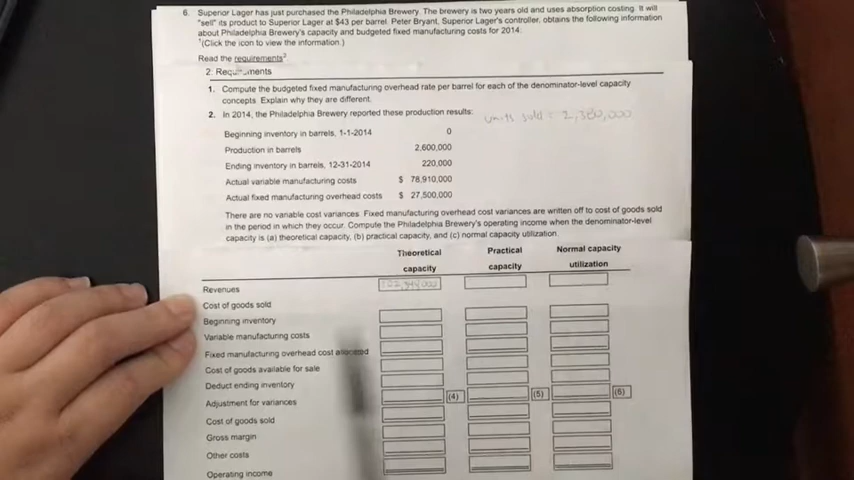 6. Superior Lager has just purchased the Philadelphia Brewery. The brewery is two years old and uses absorption costing. It will
"sell" its product to Superior Lager at $43 per barrel. Peter Bryant, Superior Lager's controller, obtains the following information
about Philadelphia Brewery's capacity and budgeted fixed manufacturing costs for 2014:
(Click the icon to view the information.)
Read the requirements
2: Requirements
1. Compute the budgeted fixed manufacturing overhead rate per barrel for each of the denominator-level capacity
concepts. Explain why they are different.
2. In 2014, the Philadelphia Brewery reported these production results:
units sold = 2,380,000
Beginning inventory in barrels, 1-1-2014 0
Production in barrels 2,600,000
Ending inventory in barrels, 12-31-2014 220,000
Actual variable manufacturing costs $ 78,910,000
Actual fixed manufacturing overhead costs $ 27,500,000
There are no variable cost variances. Fixed manufacturing overhead cost variances are written off to cost of goods sold
in the period in which they occur. Compute the Philadelphia Brewery's operating income when the denominator-level
capacity is (a) theoretical capacity, (b) practical capacity, and (c) normal capacity utilization.
Theoretical Practical Normal capacity
capacity capacity utilization
Revenues
Cost of goods sold
Beginning inventory
Variable manufacturing costs
Fixed manufacturing overhead cost allocated
Cost of goods available for sale
Deduct ending inventory
Adjustment for variances (4) (5) (6)
Cost of goods sold
Gross margin
Other costs
Operating income